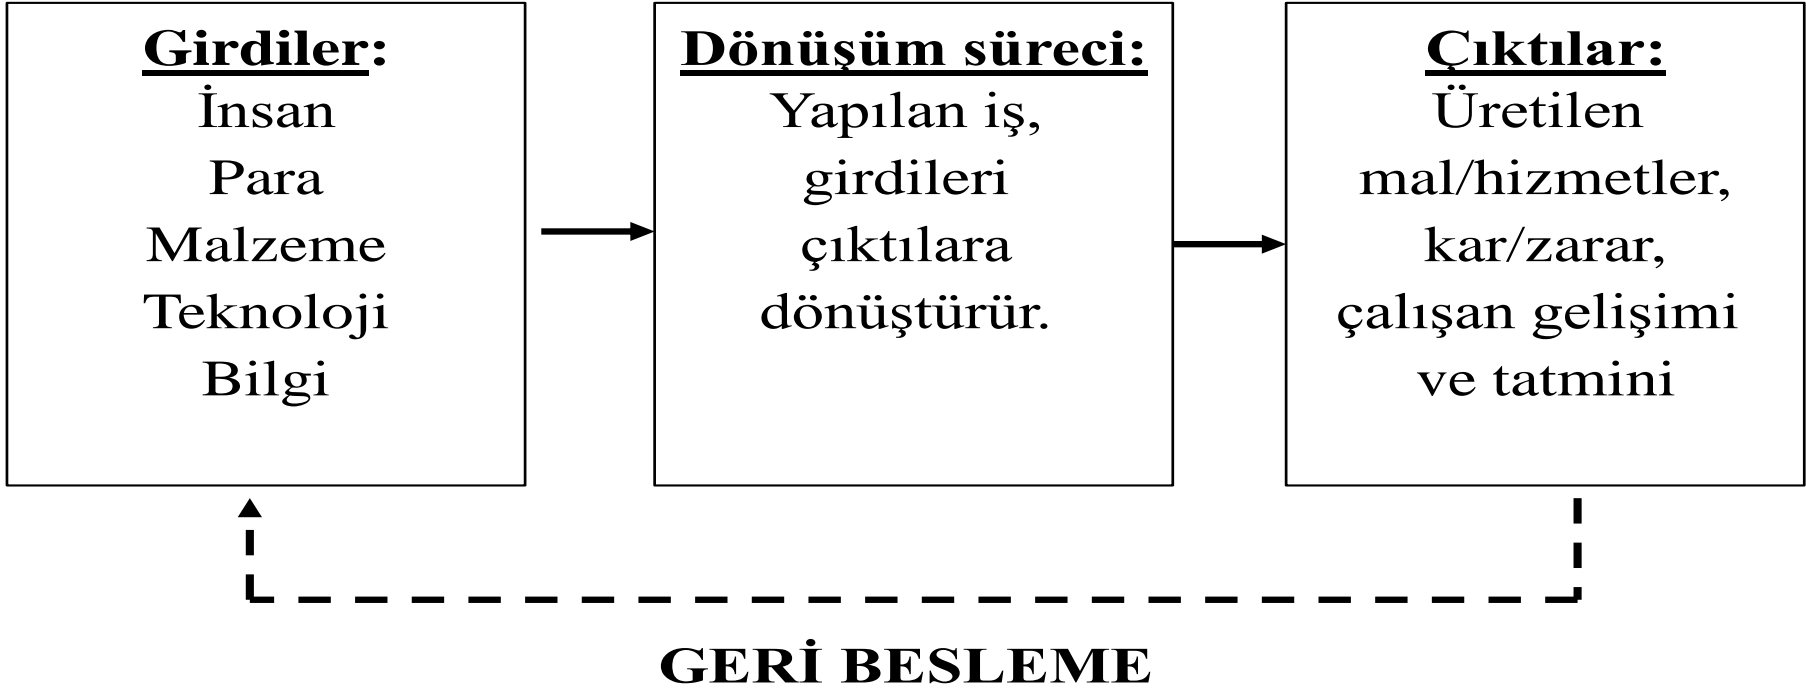 Girdiler:
İnsan
Para
Malzeme
Teknoloji
Bilgi
Dönüşüm süreci:
Yapılan iş,
girdileri
çıktılara
dönüştürür.
Çıktılar:
Üretilen
mal/hizmetler,
kar/zarar,
çalışan gelişimi
ve tatmini
GERİ BESLEME